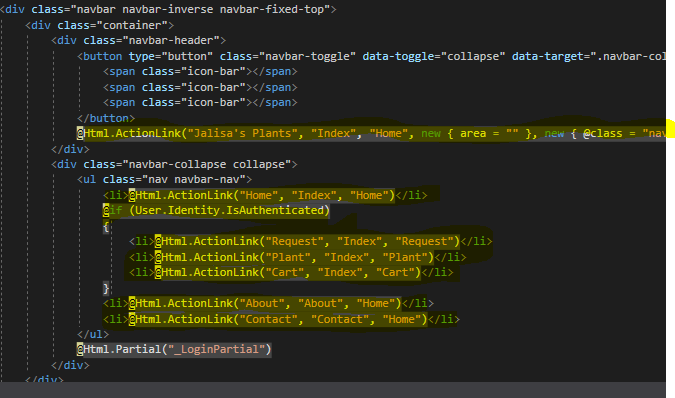 <div class="navbar navbar-inverse navbar-fixed-top">
<div class="container">
<div class="navbar-header">
<button type="button" class="navbar-toggle" data-toggle="collapse" data-target=".navbar-col
<span class="icon-bar"></span>
<span class="icon-bar"></span>
<span class="icon-bar"></span>
</button>
@Html.ActionLink("Jalisa's Plants", "Index", "Home", new { area = "" }, new { @class = "nav
</div>
<div class="navbar-collapse collapse">
<ul class="nav navbar-nav">
<li>@Html.ActionLink("Home", "Index", "Home")</li>
@if (User.Identity.IsAuthenticated)
{
<li>@Html.ActionLink("Request", "Index", "Request")</li>
<li>@Html.ActionLink("Plant", "Index", "Plant")</li>
<li>@Html.ActionLink("Cart", "Index", "Cart")</li>
}
<li>@Html.ActionLink("About", "About", "Home")</li>
<li>@Html.ActionLink("Contact", "Contact", "Home")</li>
</ul>
@Html.Partial("_LoginPartial")
</div>
</div>